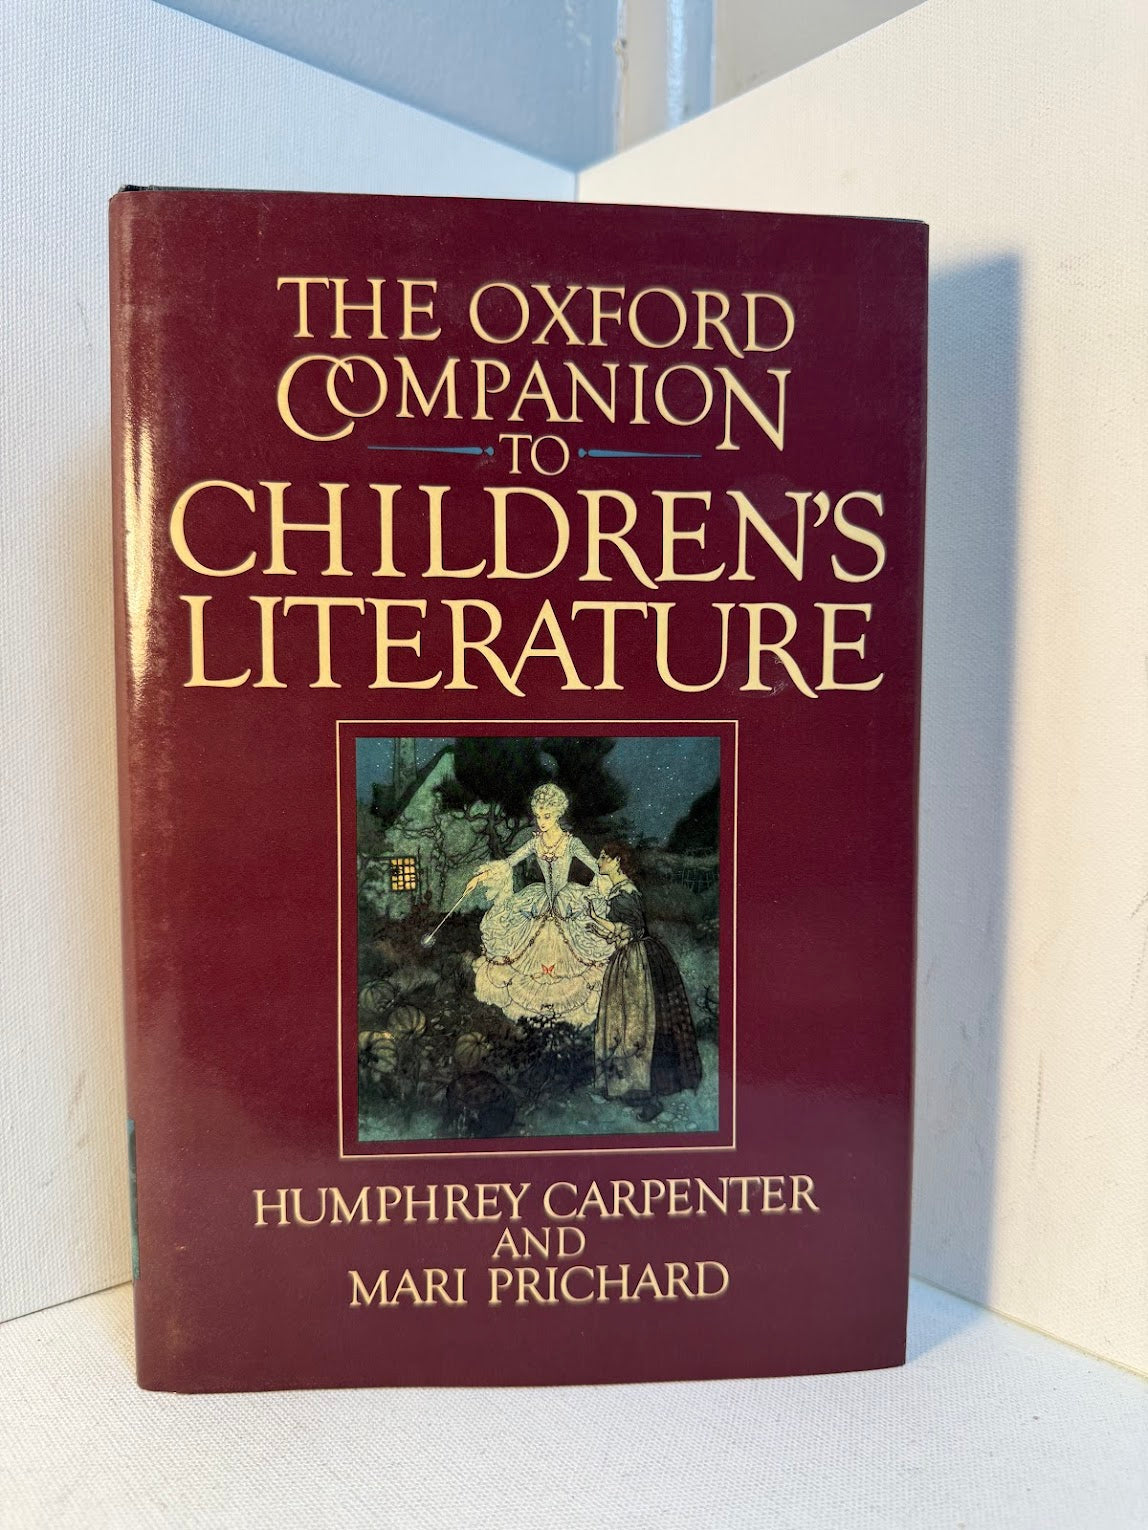 THE OXFORD
COMPANION
TO
CHILDREN'S
LITERATURE
HUMPHREY CARPENTER
AND
MARI PRICHARD